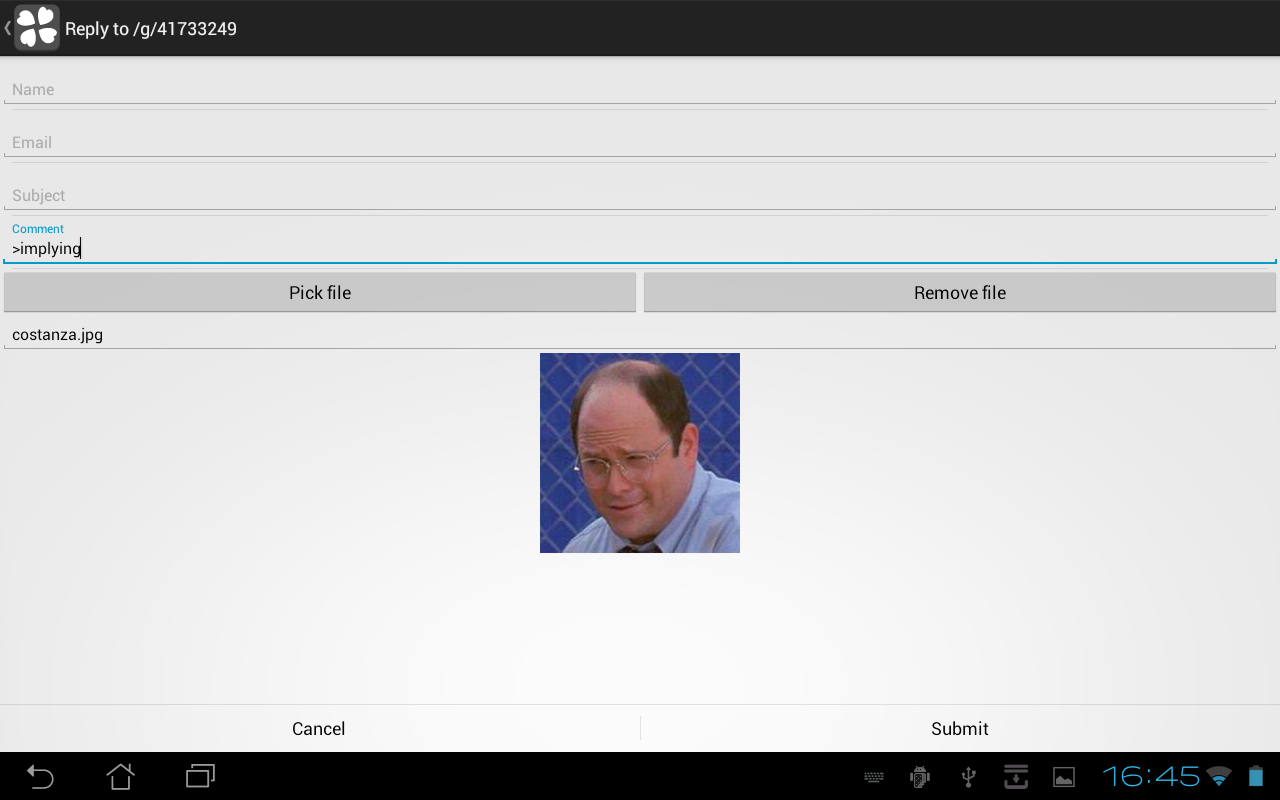 Reply to /g/41733249
Name
Email
Subject
Comment
>implying
Pick file
Remove file
costanza.jpg
Cancel
Submit
16:45